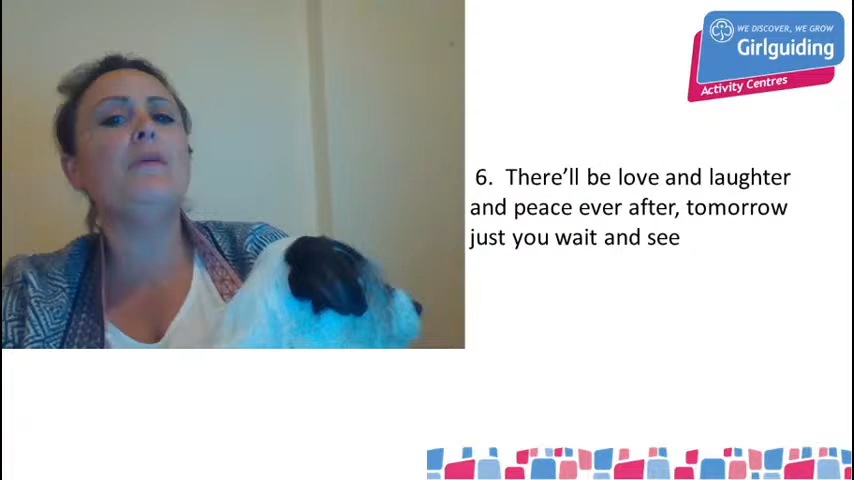 WE DISCOVER, WE GROW
Girlguiding
Activity Centres
6. There’ll be love and laughter
and peace ever after, tomorrow
just you wait and see